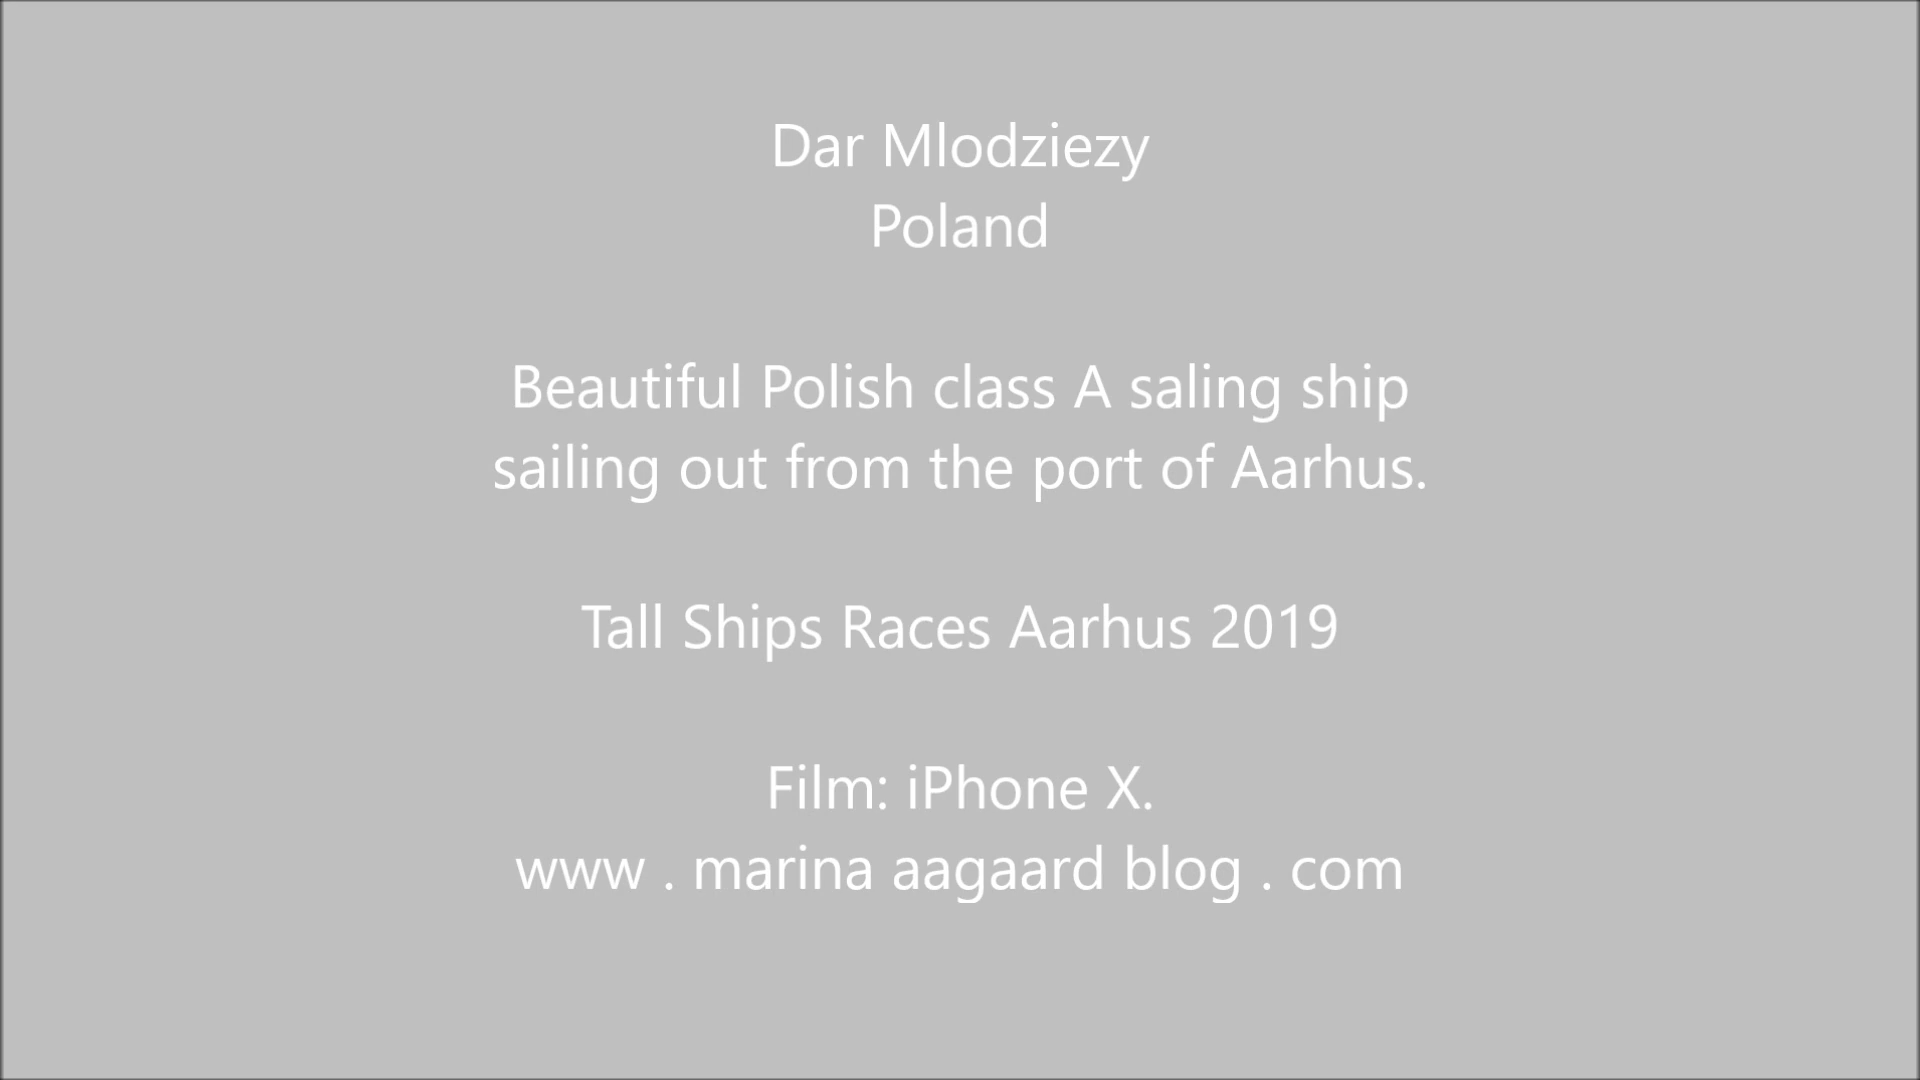 Dar Mlodziezy
Poland
Beautiful Polish class A saling ship
sailing out from the port of Aarhus.
Tall Ships Races Aarhus 2019
Film: iPhone X.
www . marina aagaard blog . com